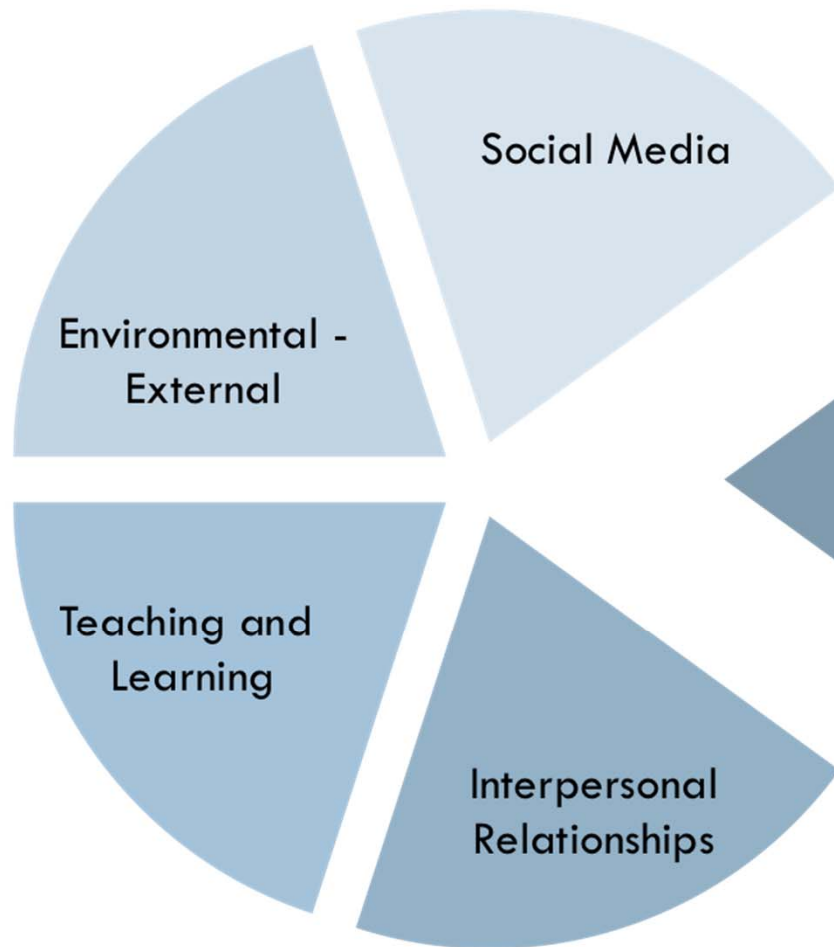 Social Media
Environmental -
External
Teaching and
Learning
Interpersonal
Relationships